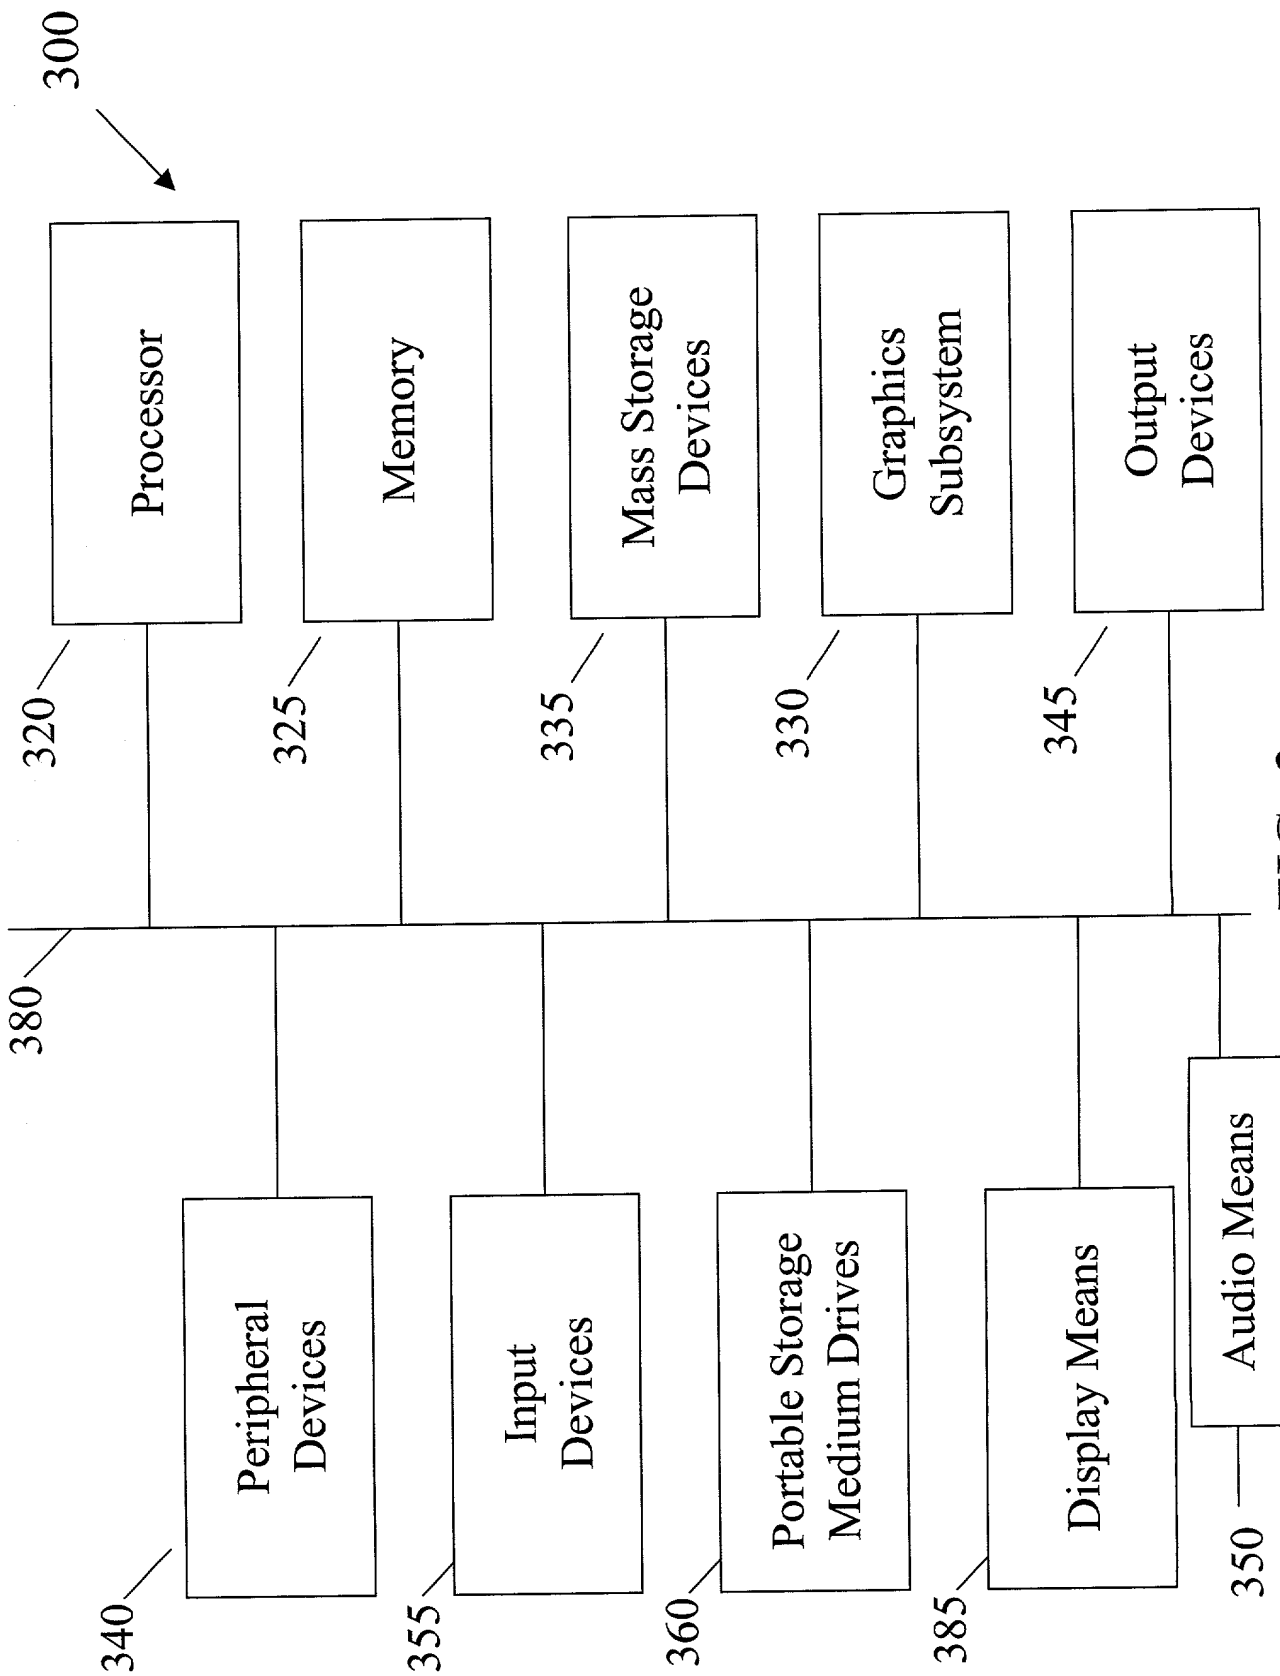 300
380
320
Processor
340
Peripheral
Devices
325
Memory
355
Input
Devices
335
Mass Storage
Devices
360
Portable Storage
Medium Drives
330
Graphics
Subsystem
385
Display Means
345
Output
Devices
350
Audio Means